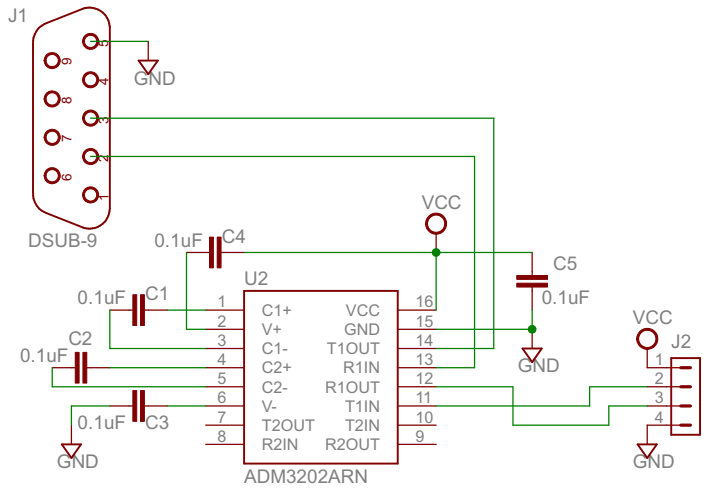 J1
5
9
GND
4
8
3
7
2
6
1
DSUB-9
VCC
0.1uF C4
C5
0.1uF
U2
0.1uF C1
1 C1+ VCC 16
2 V+ GND 15
3 C1- T1OUT 14
4 C2+ R1IN 13
5 C2- R1OUT 12
6 V- T1IN 11
7 T2OUT T2IN 10
8 R2IN R2OUT 9
C2
0.1uF
0.1uF C3
GND
GND
ADM3202ARN
VCC
J2
1
2
3
4
GND